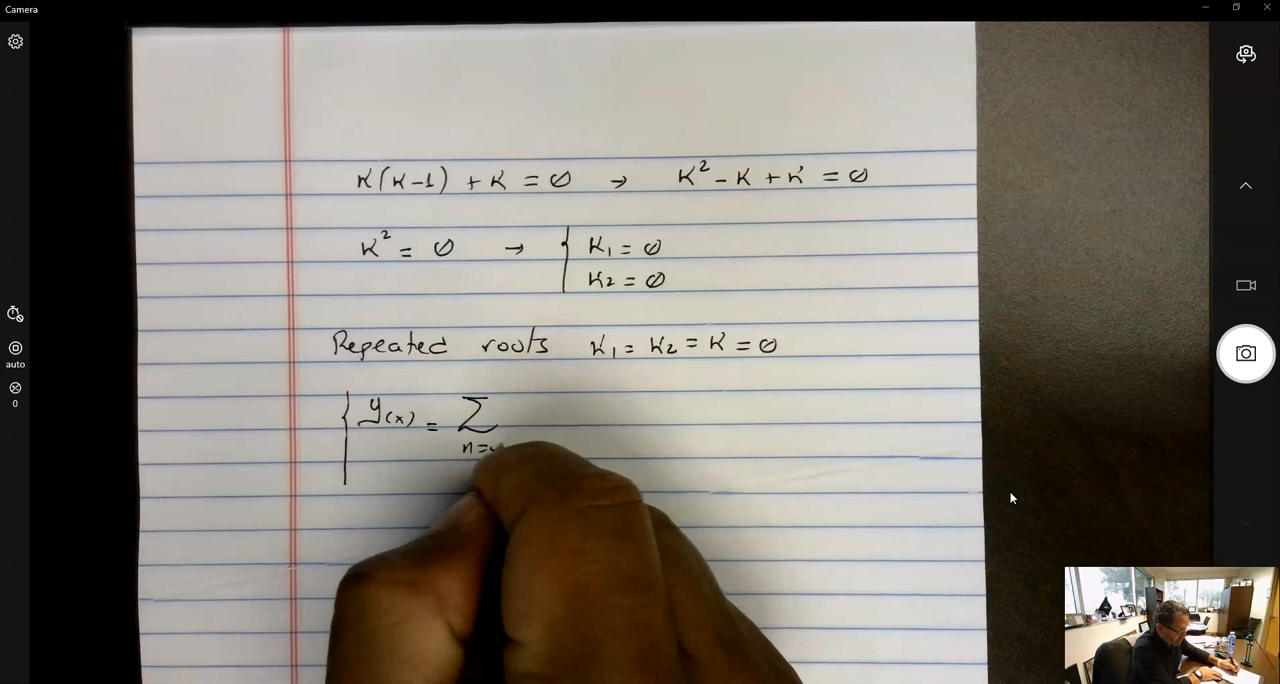 Camera
K(K-1) + K = 0 → K² - K + K = 0
K² = 0 → { K₁ = 0
K₂ = 0
Repeated roots K₁ = K₂ = K = 0
{ y(x) = Σ
n=
auto
0